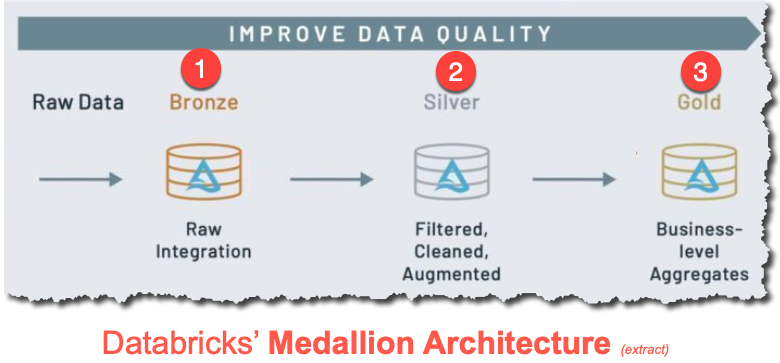 IMPROVE DATA QUALITY
1
2
3
Raw Data
Bronze
Silver
Gold
Raw
Integration
Filtered,
Cleaned,
Augmented
Business-
level
Aggregates
Databricks’ Medallion Architecture (extract)